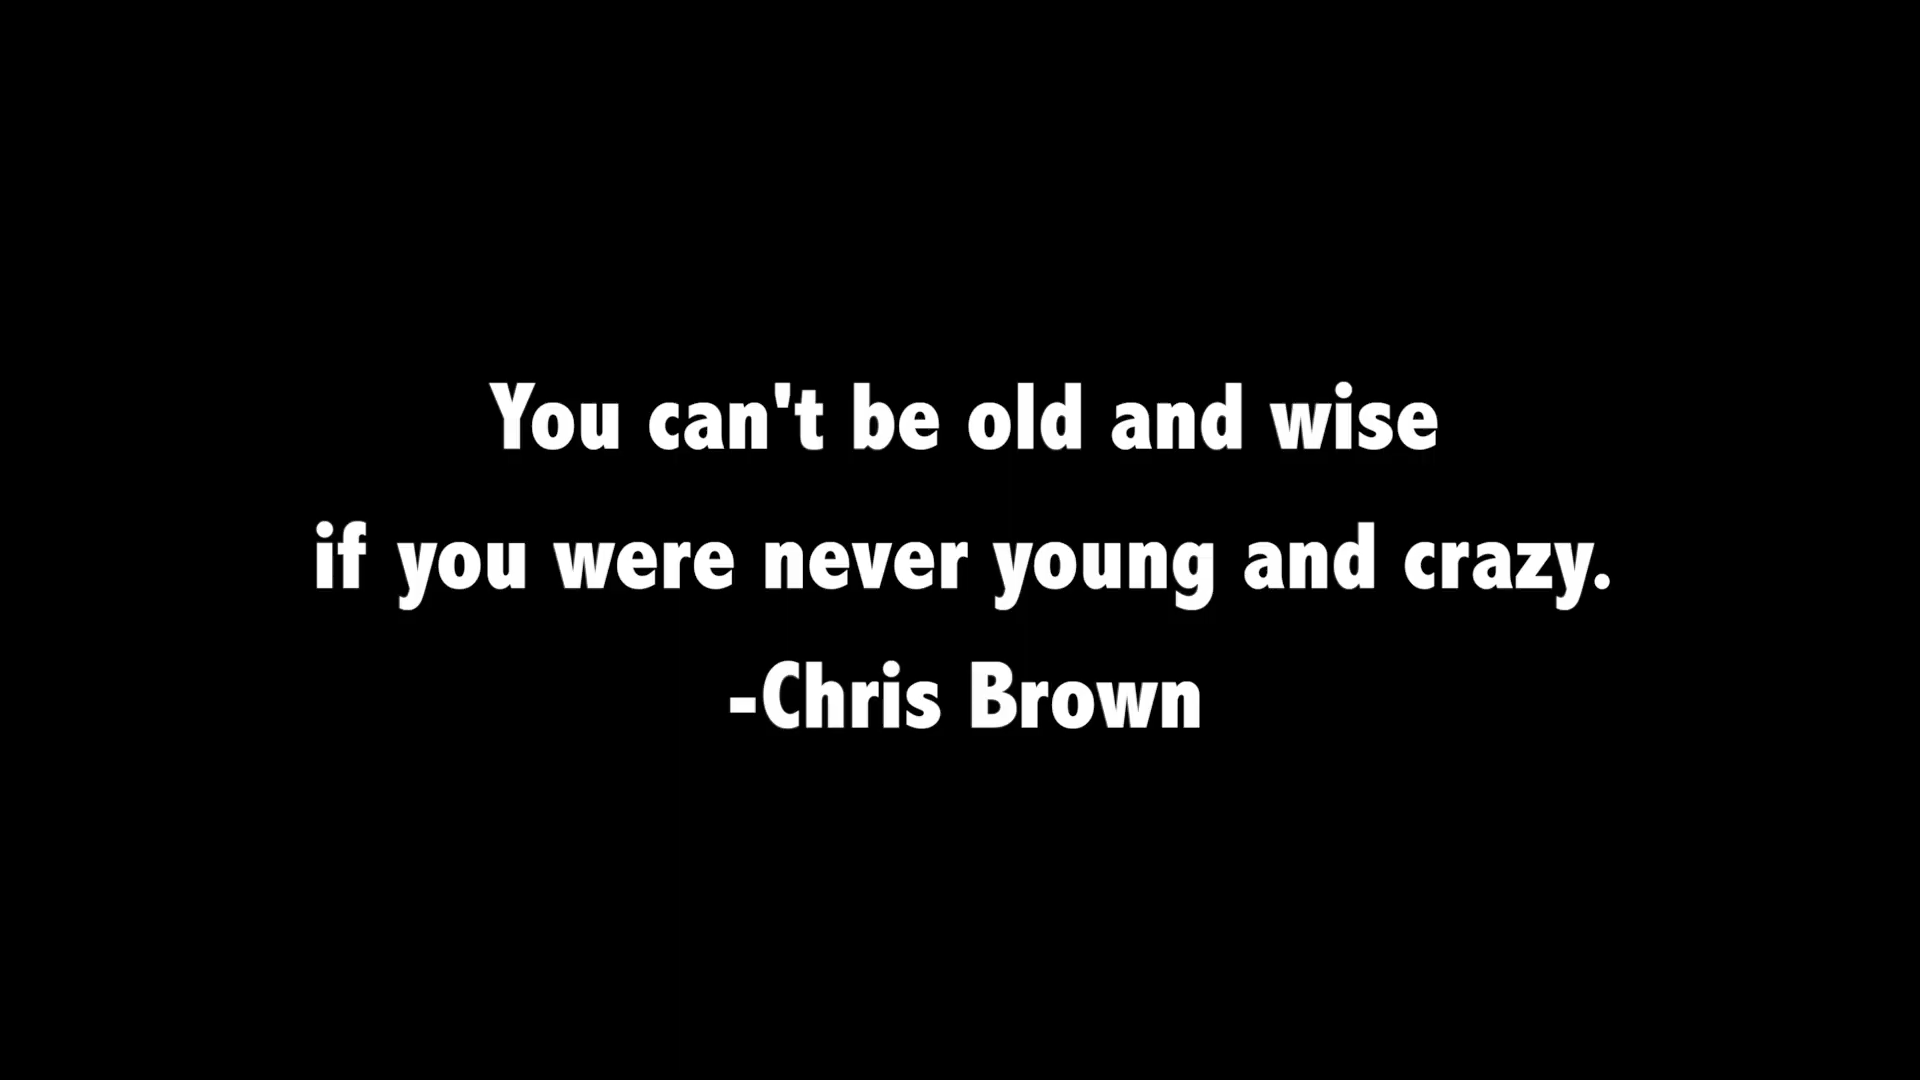 You can't be old and wise
if you were never young and crazy.
-Chris Brown